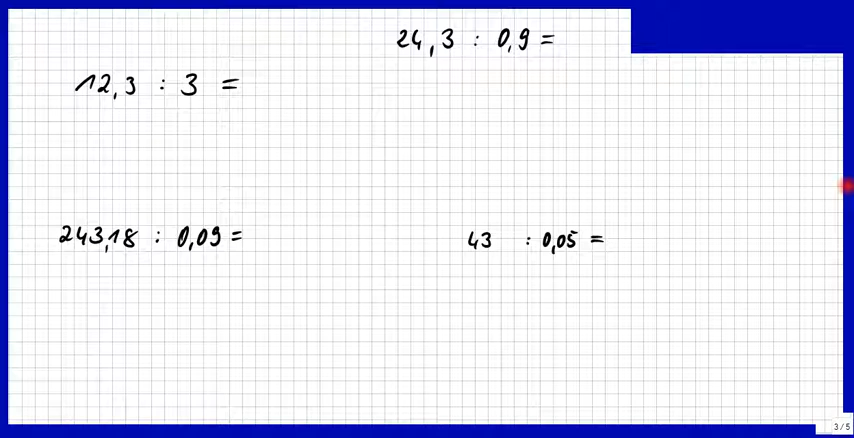 24,3 : 0,9 =
12,3 : 3 =
243,18 : 0,09 =
43 : 0,05 =
3 / 5